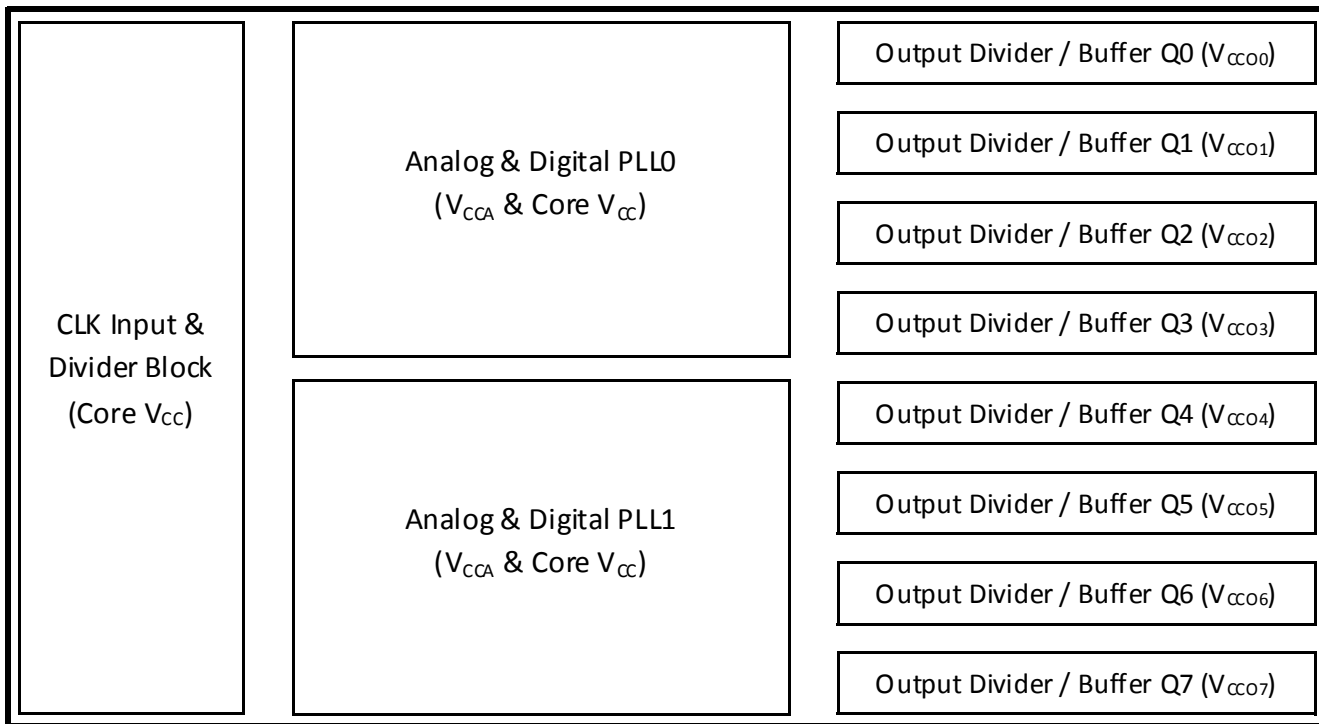 CLK Input &
Divider Block
(Core VCC)
Analog & Digital PLL0
(VCCA & Core VCC)
Analog & Digital PLL1
(VCCA & Core VCC)
Output Divider / Buffer Q0 (VCCO0)
Output Divider / Buffer Q1 (VCCO1)
Output Divider / Buffer Q2 (VCCO2)
Output Divider / Buffer Q3 (VCCO3)
Output Divider / Buffer Q4 (VCCO4)
Output Divider / Buffer Q5 (VCCO5)
Output Divider / Buffer Q6 (VCCO6)
Output Divider / Buffer Q7 (VCCO7)